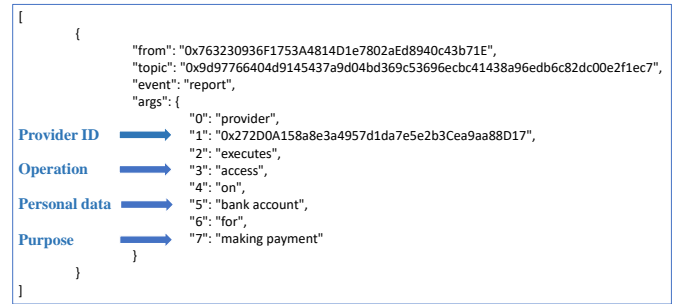 [
{
"from": "0x763230936F1753A4814D1e7802aEd8940c43b71E",
"topic": "0x9d97766404d9145437a9d04bd369c53696ecbc41438a96edb6c82dc00e2f1ec7",
"event": "report",
"args": {
"0": "provider",
Provider ID "1": "0x272D0A158a8e3a4957d1da7e5e2b3Cea9aa88D17",
"2": "executes",
Operation "3": "access",
"4": "on",
Personal data "5": "bank account",
"6": "for",
Purpose "7": "making payment"
}
}
]